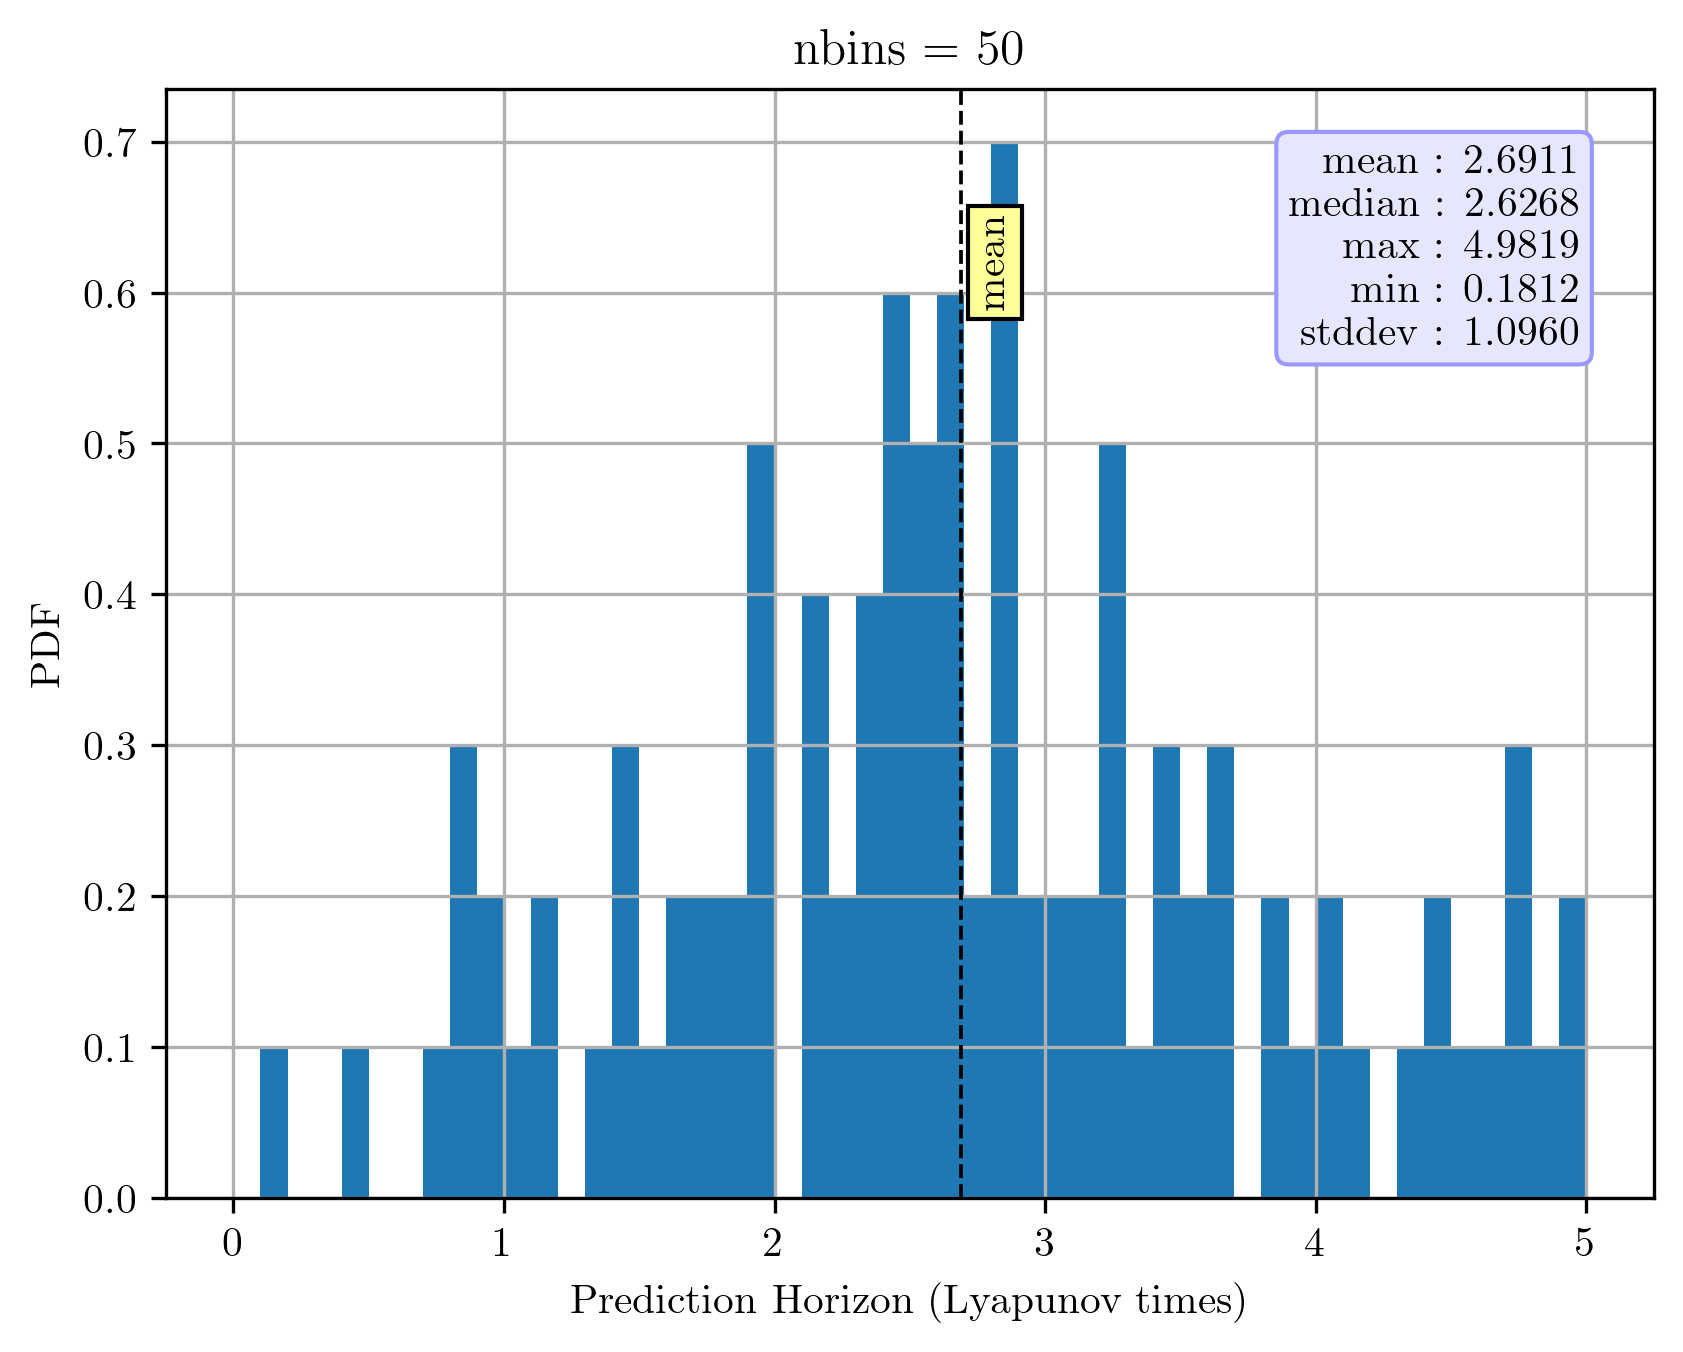 nbins = 50
0.7
0.6
0.5
0.4
0.3
0.2
0.1
0.0
PDF
mean
mean : 2.6911
median : 2.6268
max : 4.9819
min : 0.1812
stddev : 1.0960
0 1 2 3 4 5
Prediction Horizon (Lyapunov times)